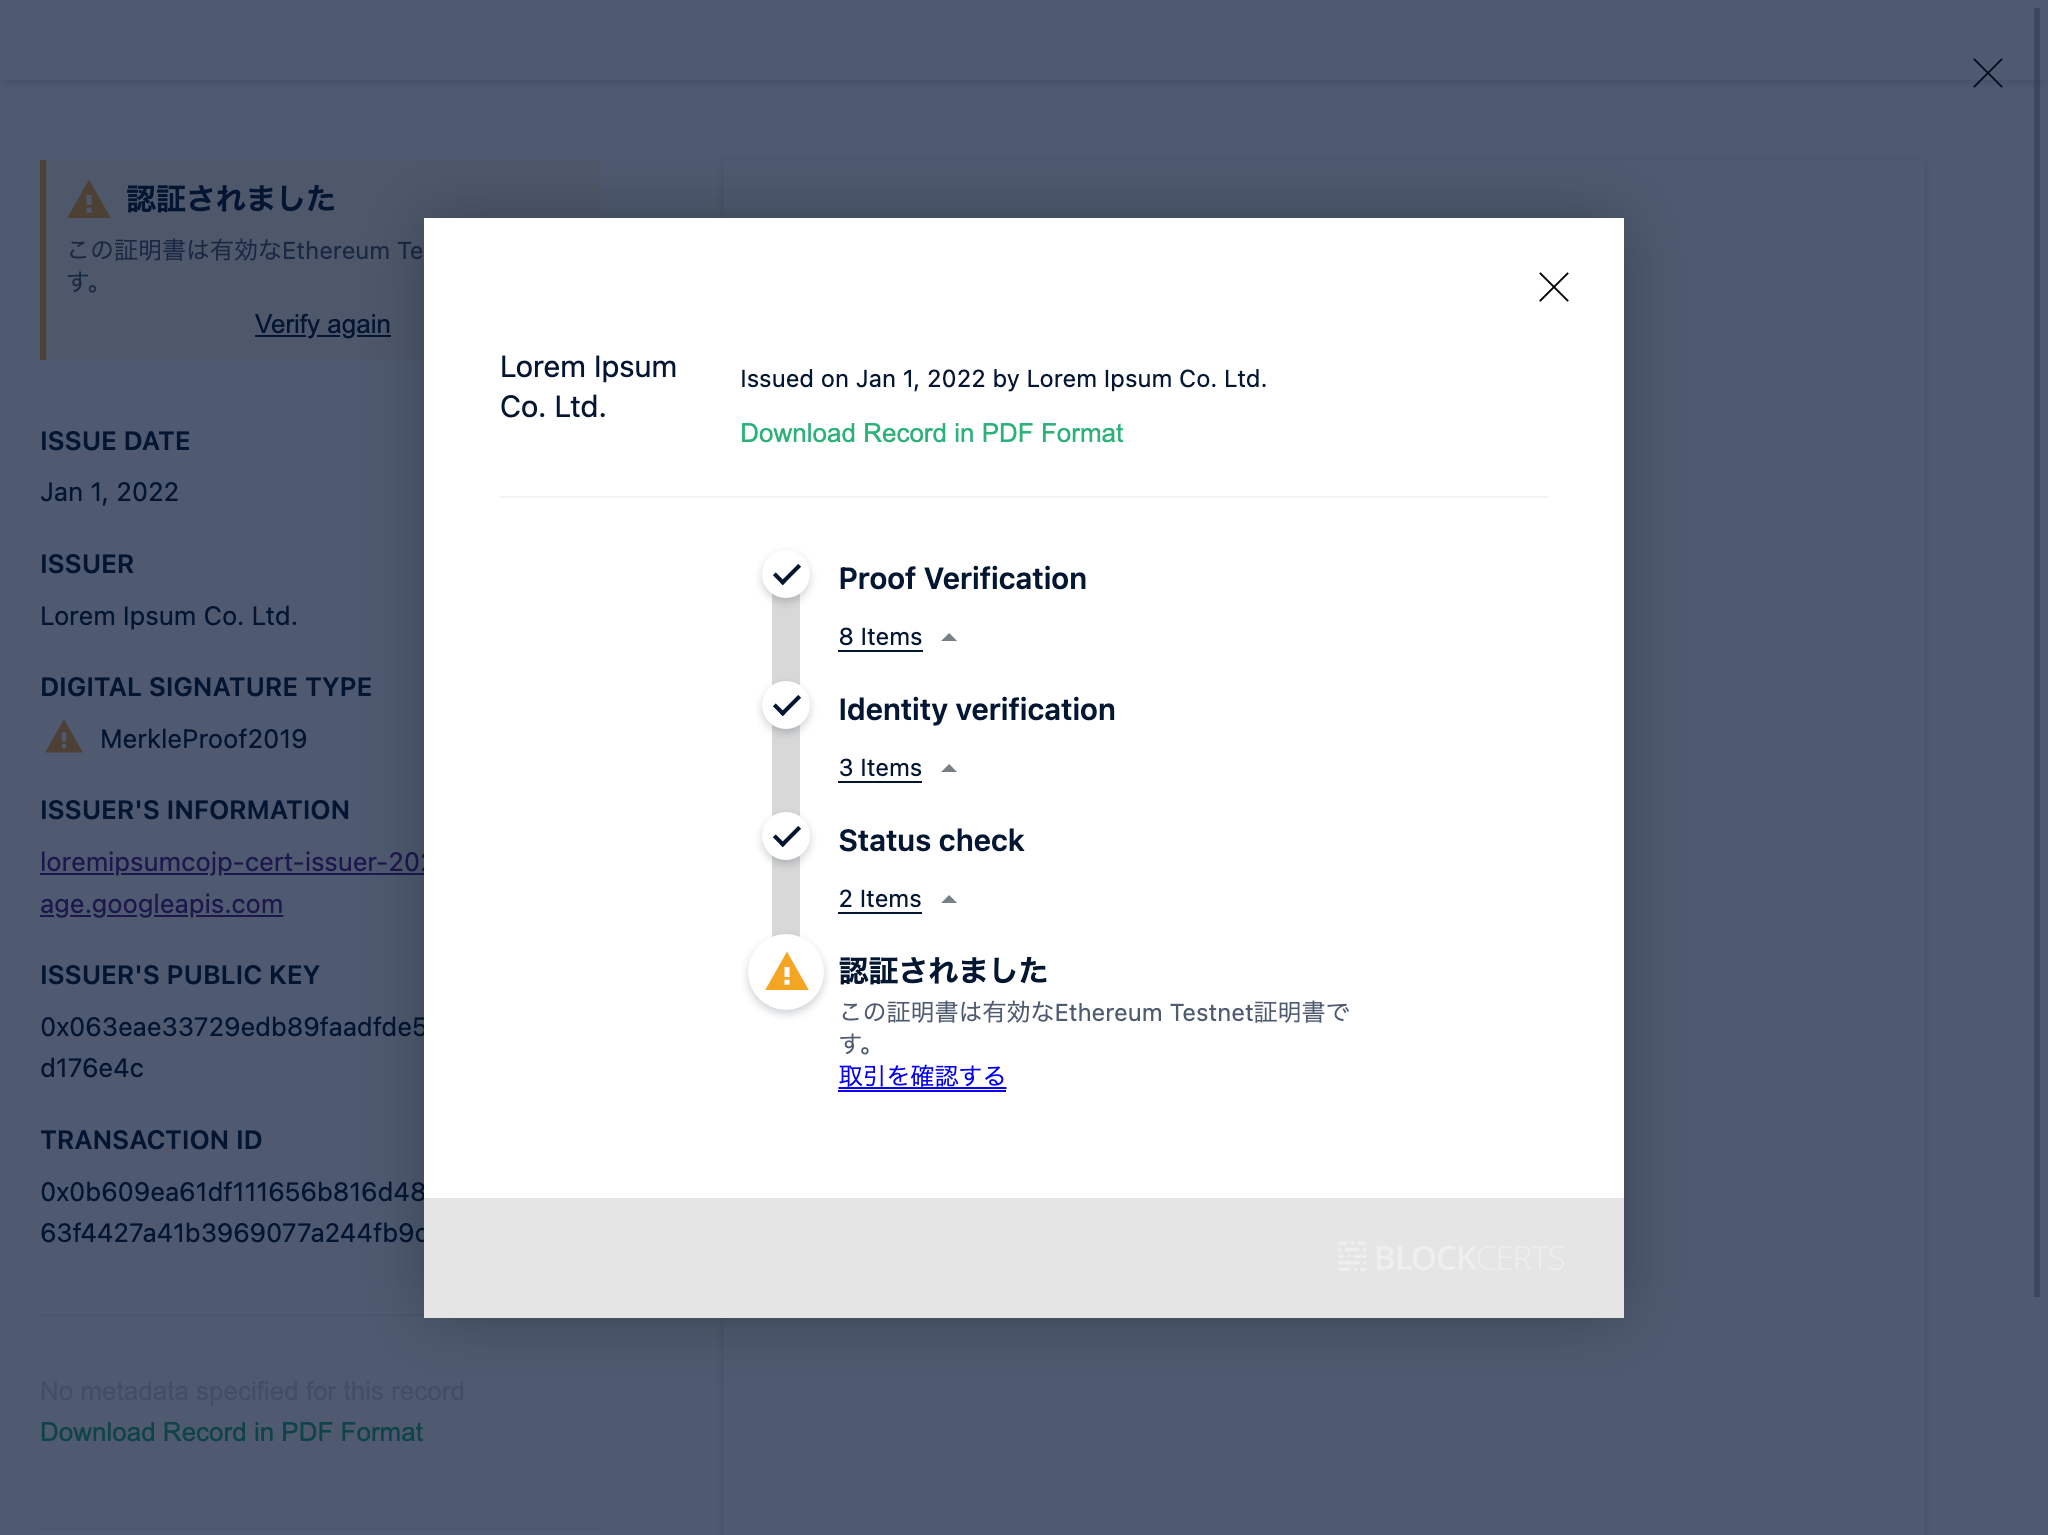 認証されました
この証明書は有効なEthereum Te
す。
Verify again
ISSUE DATE
Jan 1, 2022
ISSUER
Lorem Ipsum Co. Ltd.
DIGITAL SIGNATURE TYPE
MerkleProof2019
ISSUER'S INFORMATION
loremipsumcojp-cert-issuer-202
age.googleapis.com
ISSUER'S PUBLIC KEY
0x063eae33729edb89faadfde5
d176e4c
TRANSACTION ID
0x0b609ea61df111656b816d48
63f4427a41b3969077a244fb9c
No metadata specified for this record
Download Record in PDF Format
Lorem Ipsum
Co. Ltd.
Issued on Jan 1, 2022 by Lorem Ipsum Co. Ltd.
Download Record in PDF Format
Proof Verification
8 Items
Identity verification
3 Items
Status check
2 Items
認証されました
この証明書は有効なEthereum Testnet証明書で
す。
取引を確認する
BLOCKCERTS